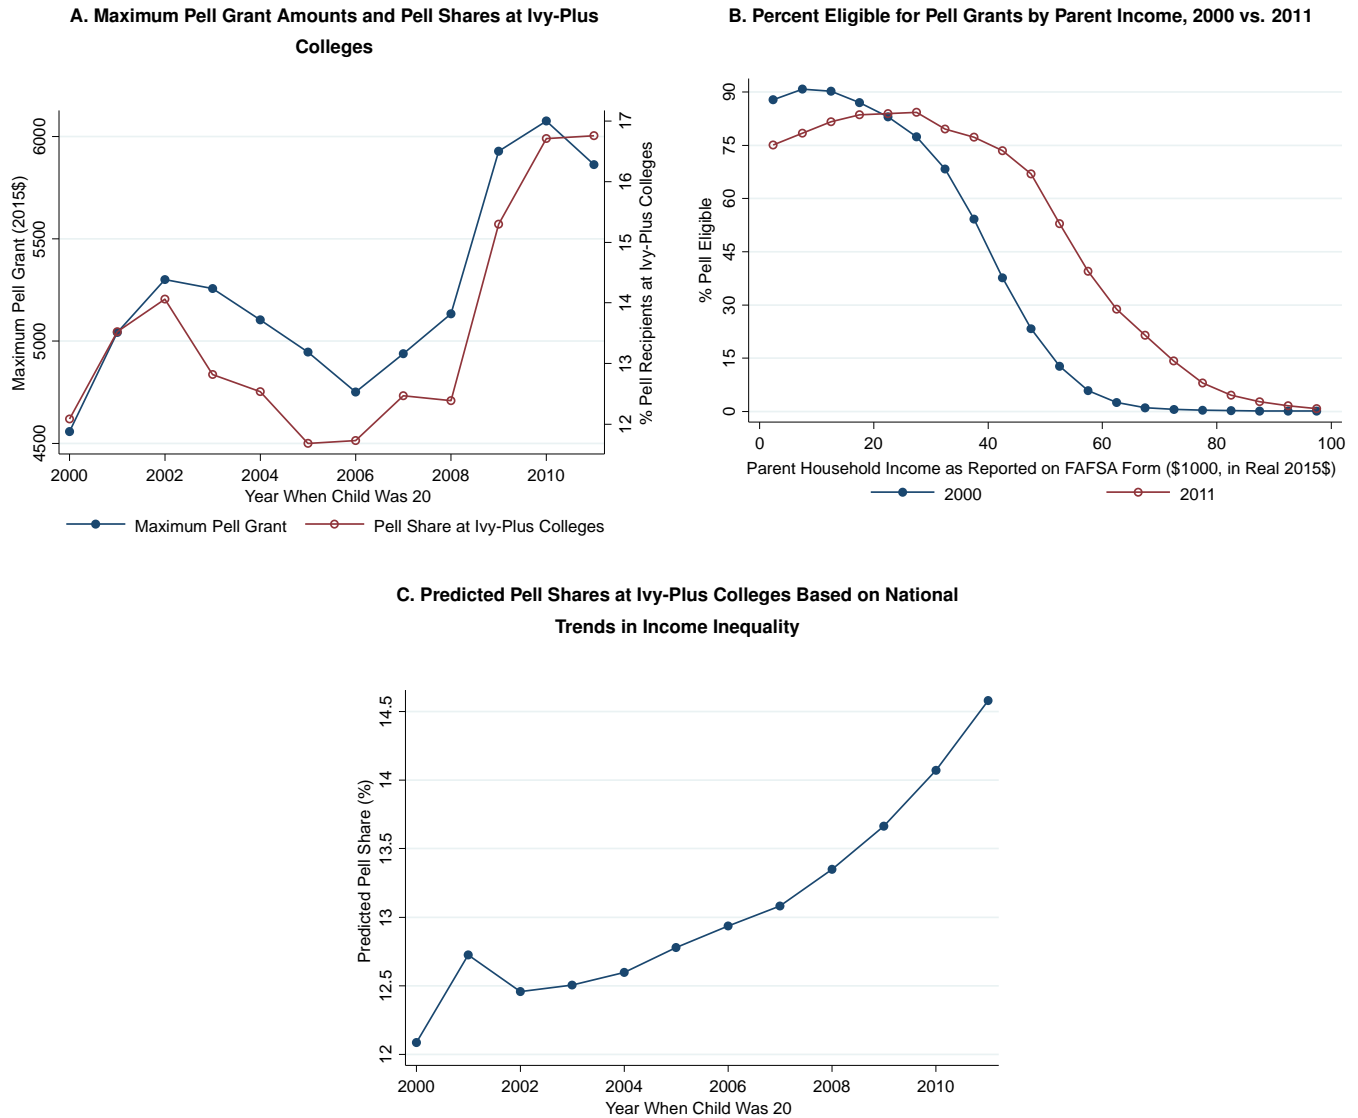 A. Maximum Pell Grant Amounts and Pell Shares at Ivy-Plus
Colleges
Maximum Pell Grant (2015$)
4500
5000
5500
6000
% Pell Recipients at Ivy-Plus Colleges
12
13
14
15
16
17
2000 2002 2004 2006 2008 2010
Year When Child Was 20
Maximum Pell Grant Pell Share at Ivy-Plus Colleges
B. Percent Eligible for Pell Grants by Parent Income, 2000 vs. 2011
% Pell Eligible
90
75
60
45
30
15
0
0 20 40 60 80 100
Parent Household Income as Reported on FAFSA Form ($1000, in Real 2015$)
2000 2011
C. Predicted Pell Shares at Ivy-Plus Colleges Based on National
Trends in Income Inequality
Predicted Pell Share (%)
12
12.5
13
13.5
14
14.5
2000 2002 2004 2006 2008 2010
Year When Child Was 20